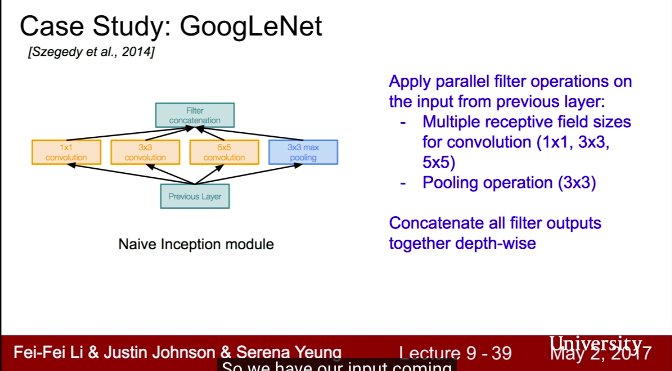 Case Study: GoogLeNet
[Szegedy et al., 2014]
Filter
concatenation
1x1
convolution
3x3
convolution
5x5
convolution
3x3 max
pooling
Previous Layer
Naive Inception module
Apply parallel filter operations on
the input from previous layer:
- Multiple receptive field sizes
for convolution (1x1, 3x3,
5x5)
- Pooling operation (3x3)
Concatenate all filter outputs
together depth-wise
Fei-Fei Li & Justin Johnson & Serena Yeung
Lecture 9 - 39
University
May 2, 2017
So we have our input coming